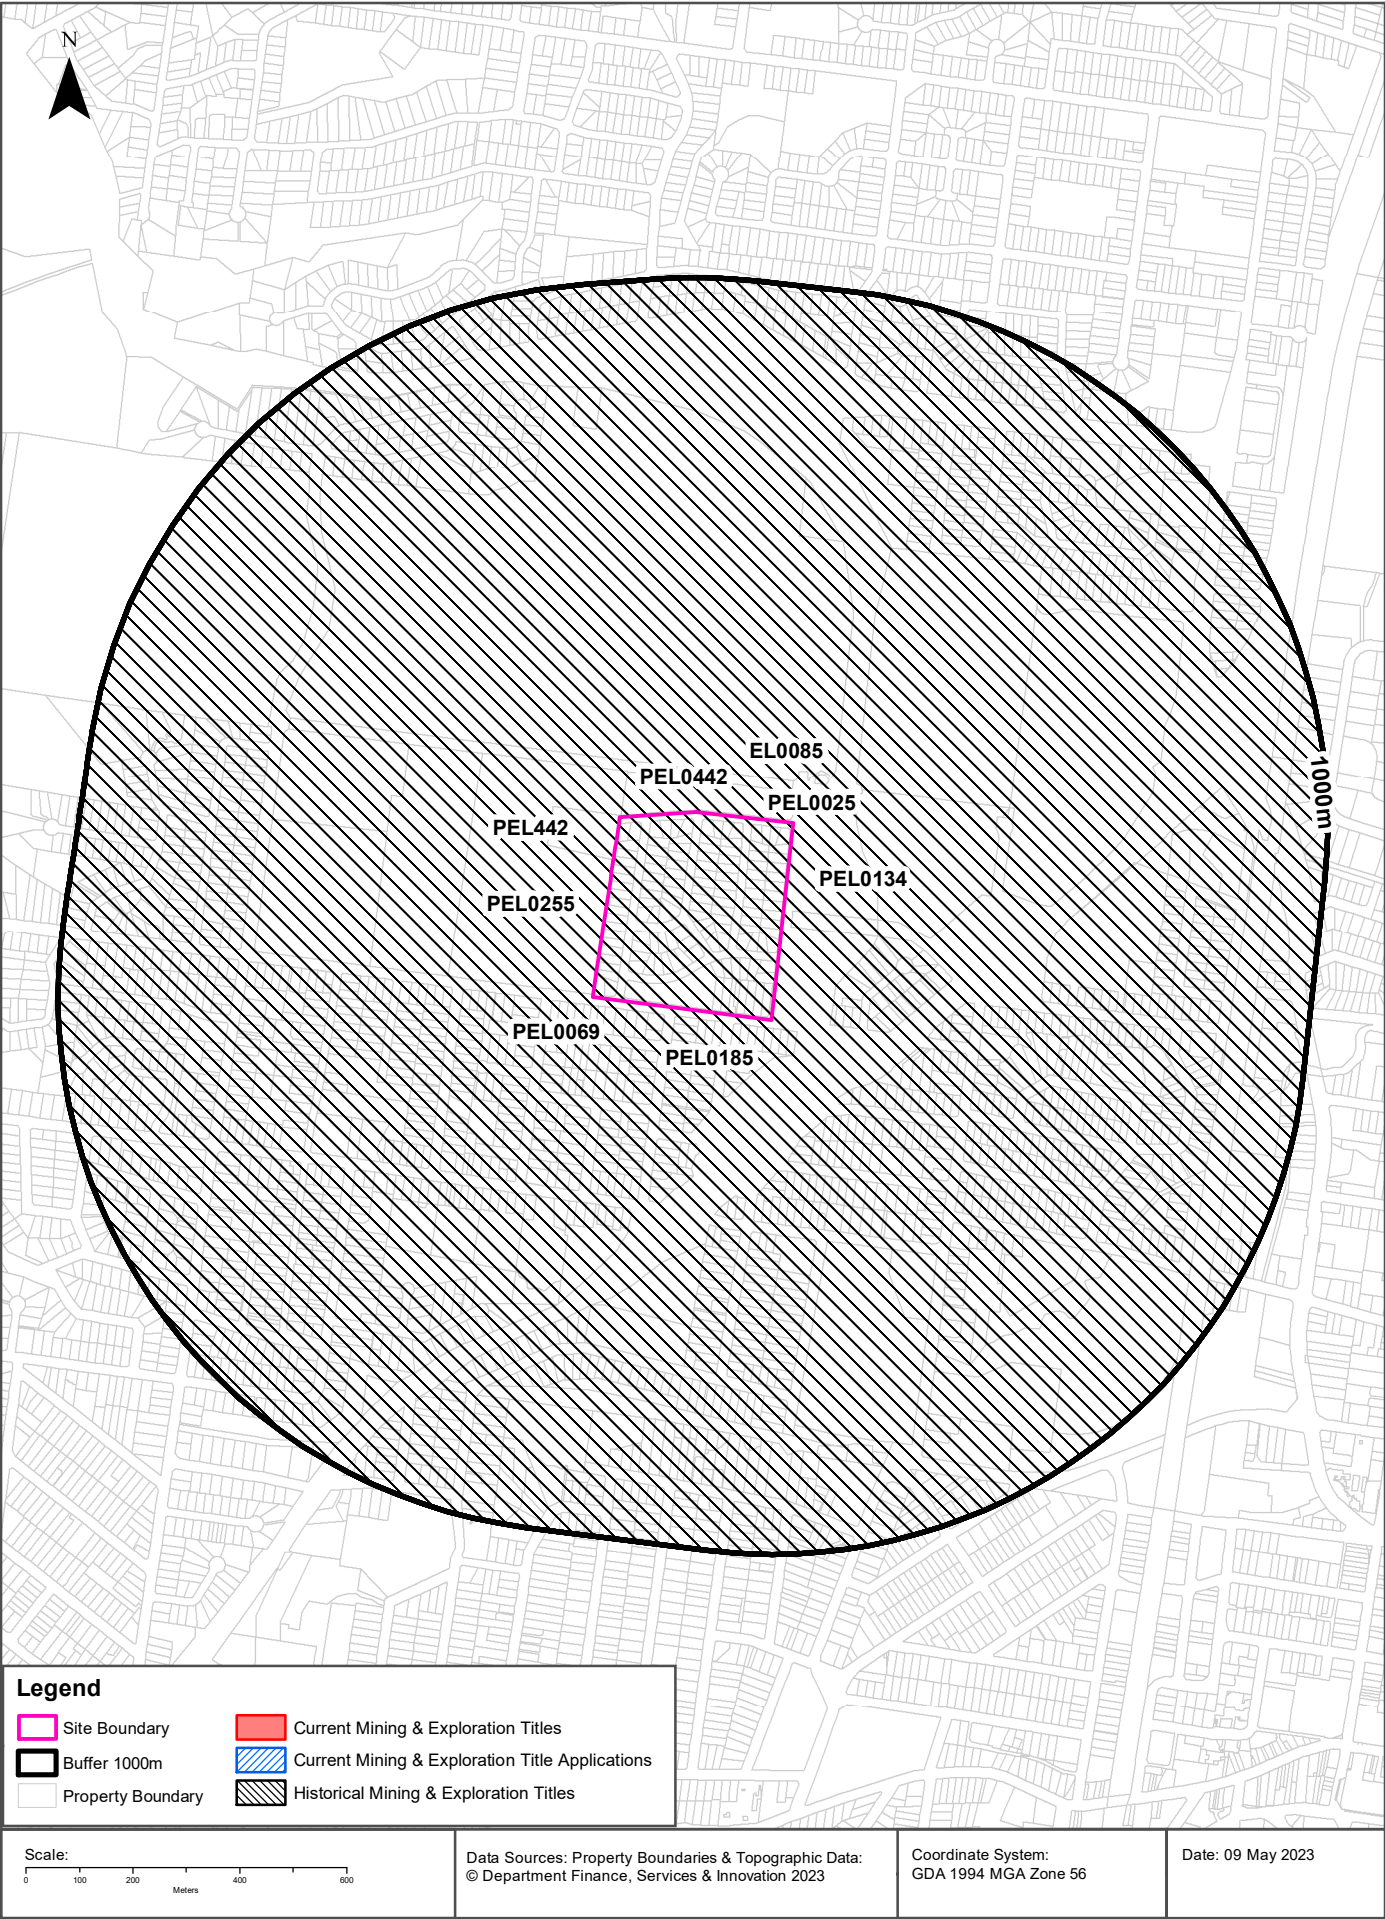 N
EL0085
PEL0442
PEL0025
PEL442
PEL0134
PEL0255
PEL0069
PEL0185
1000m
Legend
Site Boundary
Buffer 1000m
Property Boundary
Current Mining & Exploration Titles
Current Mining & Exploration Title Applications
Historical Mining & Exploration Titles
Scale:
0 100 200 400 600
Meters
Data Sources: Property Boundaries & Topographic Data:
© Department Finance, Services & Innovation 2023
Coordinate System:
GDA 1994 MGA Zone 56
Date: 09 May 2023